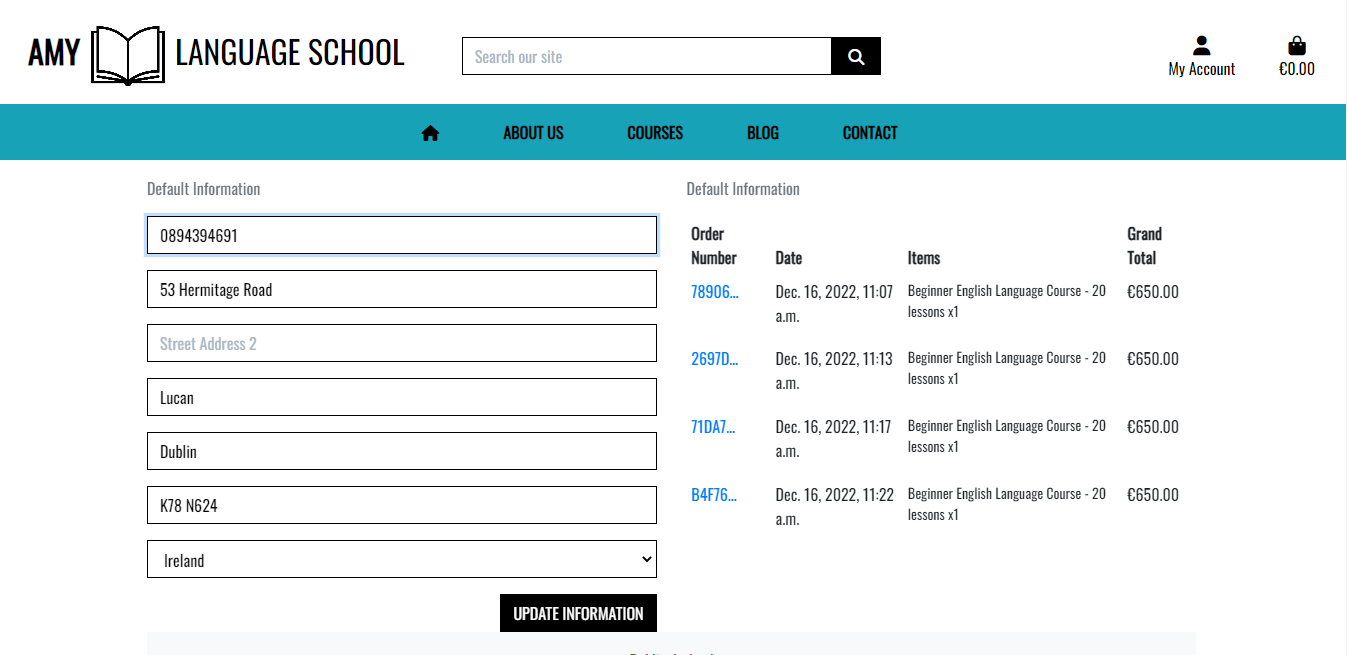 AMY LANGUAGE SCHOOL
Search our site
My Account
€0.00
ABOUT US COURSES BLOG CONTACT
Default Information
0894394691
53 Hermitage Road
Street Address 2
Lucan
Dublin
K78 N624
Ireland
UPDATE INFORMATION
Default Information
Order Number Date Items Grand Total
78906... Dec. 16, 2022, 11:07 a.m. Beginner English Language Course - 20 lessons x1 €650.00
2697D... Dec. 16, 2022, 11:13 a.m. Beginner English Language Course - 20 lessons x1 €650.00
71DA7... Dec. 16, 2022, 11:17 a.m. Beginner English Language Course - 20 lessons x1 €650.00
B4F76... Dec. 16, 2022, 11:22 a.m. Beginner English Language Course - 20 lessons x1 €650.00